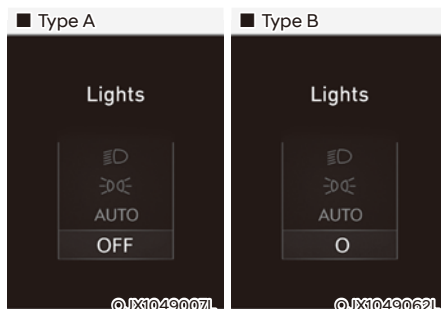 ■ Type A
Lights
AUTO
OFF
OJX1049007L
■ Type B
Lights
AUTO
O
OJX1049062L